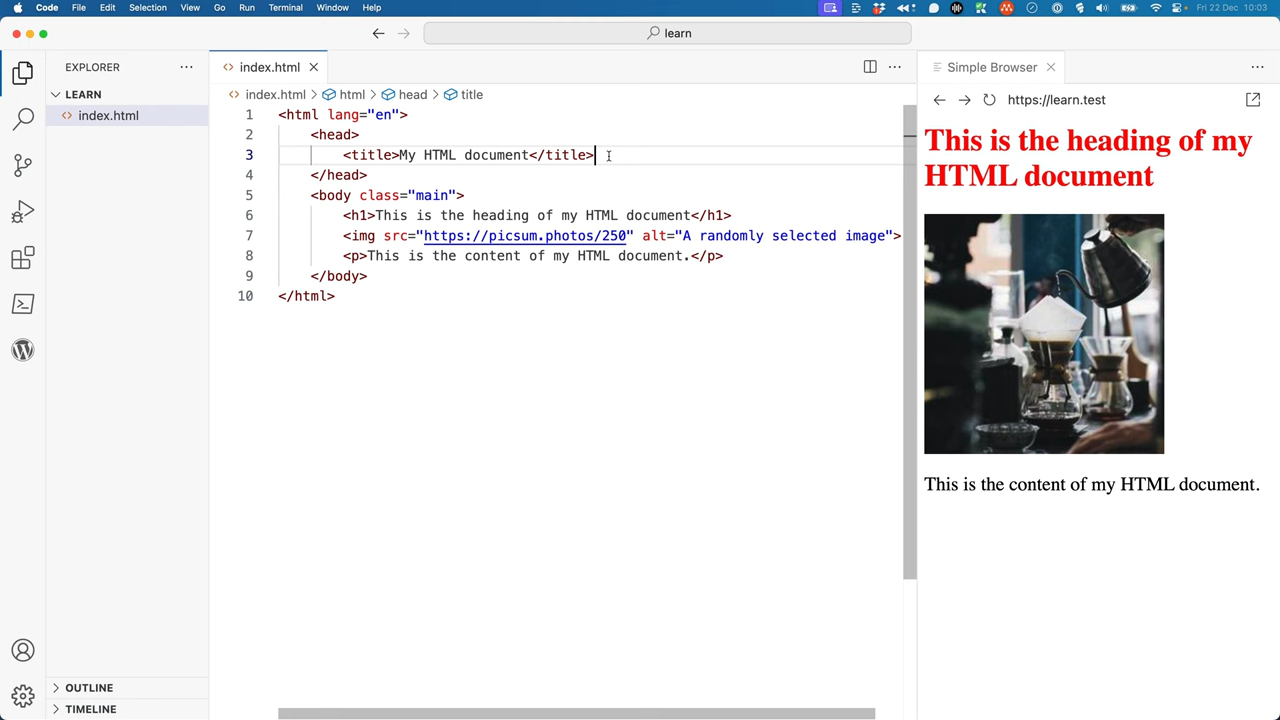 Code File Edit Selection View Go Run Terminal Window Help Fri 22 Dec 10:03
learn
EXPLORER
LEARN
index.html
OUTLINE
TIMELINE
index.html
index.html html head title
1 <html lang="en">
2 <head>
3 <title>My HTML document</title>
4 </head>
5 <body class="main">
6 <h1>This is the heading of my HTML document</h1>
7 <img src="https://picsum.photos/250" alt="A randomly selected image">
8 <p>This is the content of my HTML document.</p>
9 </body>
10 </html>
Simple Browser
https://learn.test
This is the heading of my
HTML document
This is the content of my HTML document.